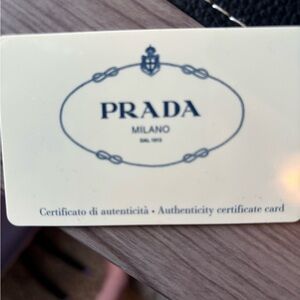 PRADA
MILANO
DAL 1913
Certificato di autenticità · Authenticity certificate card